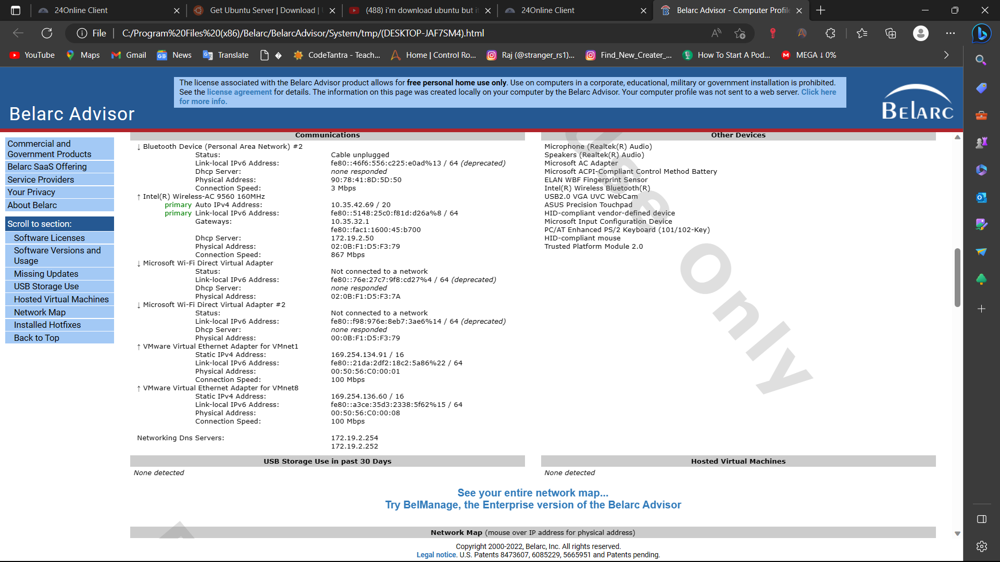 24Online Client
Get Ubuntu Server | Download |
(488) i'm download ubuntu but i
24Online Client
Belarc Advisor - Computer Profile
File
C:/Program%20Files%20(x86)/Belarc/BelarcAdvisor/System/tmp/(DESKTOP-JAF7SM4).html
YouTube
Maps
Gmail
News
Translate
CodeTantra - Teach...
Home | Control Ro...
Raj (@stranger_rs1)...
Find_New_Creater_...
How To Start A Pod...
MEGA ↓ 0%
The license associated with the Belarc Advisor product allows for free personal home use only. Use on computers in a corporate, educational, military or government installation is prohibited.
See the license agreement for details. The information on this page was created locally on your computer by the Belarc Advisor. Your computer profile was not sent to a web server. Click here
for more info.
Belarc Advisor
BELARC
Commercial and
Government Products
Belarc SaaS Offering
Service Providers
Your Privacy
About Belarc
Scroll to section:
Software Licenses
Software Versions and
Usage
Missing Updates
USB Storage Use
Hosted Virtual Machines
Network Map
Installed Hotfixes
Back to Top
Communications
↓ Bluetooth Device (Personal Area Network) #2
Status: Cable unplugged
Link-local IPv6 Address: fe80::46f6:556:c225:e0ad%13 / 64 (deprecated)
Dhcp Server: none responded
Physical Address: 90:78:41:8D:5D:50
Connection Speed: 3 Mbps
↑ Intel(R) Wireless-AC 9560 160MHz
primary Auto IPv4 Address: 10.35.42.69 / 20
primary Link-local IPv6 Address: fe80::5148:25c0:f81d:d26a%8 / 64
Gateways: 10.35.32.1
fe80::fac1:1600:45:b700
Dhcp Server: 172.19.2.50
Physical Address: 02:0B:F1:D5:F3:79
Connection Speed: 867 Mbps
↓ Microsoft Wi-Fi Direct Virtual Adapter
Status: Not connected to a network
Link-local IPv6 Address: fe80::76e:27c7:9f8:cd27%4 / 64 (deprecated)
Dhcp Server: none responded
Physical Address: 02:0B:F1:D5:F3:7A
↓ Microsoft Wi-Fi Direct Virtual Adapter #2
Status: Not connected to a network
Link-local IPv6 Address: fe80::f98:976e:8eb7:3ae6%14 / 64 (deprecated)
Dhcp Server: none responded
Physical Address: 00:0B:F1:D5:F3:79
↑ VMware Virtual Ethernet Adapter for VMnet1
Static IPv4 Address: 169.254.134.91 / 16
Link-local IPv6 Address: fe80::21da:2df2:18c2:5a86%22 / 64
Physical Address: 00:50:56:C0:00:01
Connection Speed: 100 Mbps
↑ VMware Virtual Ethernet Adapter for VMnet8
Static IPv4 Address: 169.254.136.60 / 16
Link-local IPv6 Address: fe80::a3ce:35d3:2338:5f62%15 / 64
Physical Address: 00:50:56:C0:00:08
Connection Speed: 100 Mbps
Networking Dns Servers: 172.19.2.254
172.19.2.252
Other Devices
Microphone (Realtek(R) Audio)
Speakers (Realtek(R) Audio)
Microsoft AC Adapter
Microsoft ACPI-Compliant Control Method Battery
ELAN WBF Fingerprint Sensor
Intel(R) Wireless Bluetooth(R)
USB2.0 VGA UVC WebCam
ASUS Precision Touchpad
HID-compliant vendor-defined device
Microsoft Input Configuration Device
PC/AT Enhanced PS/2 Keyboard (101/102-Key)
HID-compliant mouse
Trusted Platform Module 2.0
use only
USB Storage Use in past 30 Days
None detected
Hosted Virtual Machines
None detected
See your entire network map...
Try BelManage, the Enterprise version of the Belarc Advisor
Network Map (mouse over IP address for physical address)
Copyright 2000-2022, Belarc, Inc. All rights reserved.
Legal notice. U.S. Patents 8473607, 6085229, 5665951 and Patents pending.